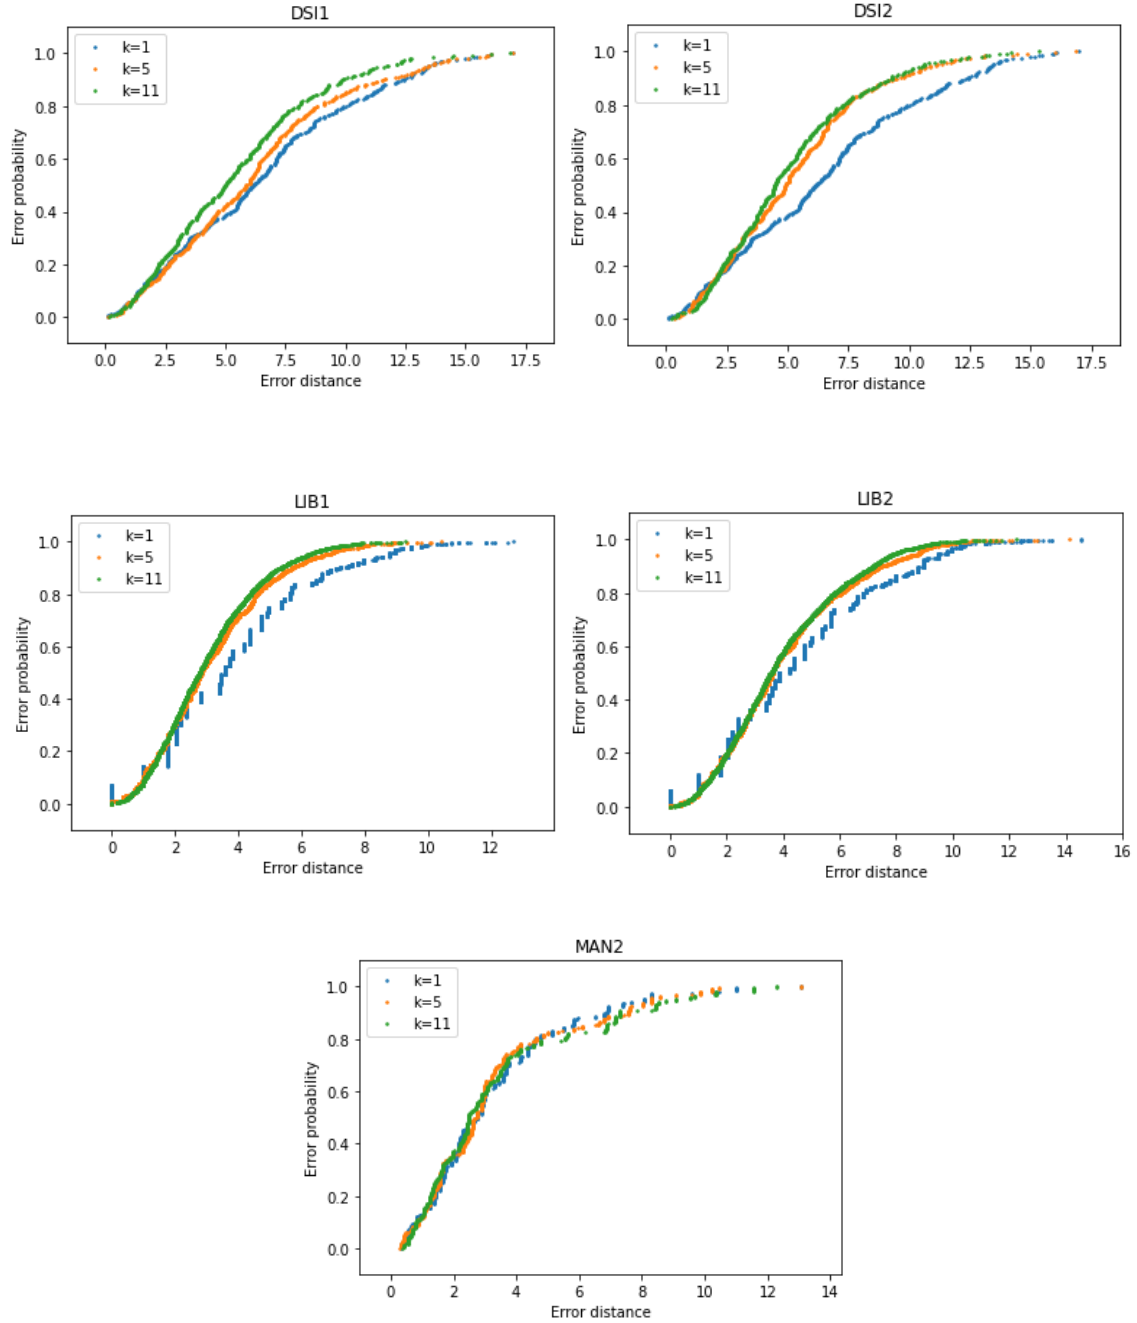 DSI1
k=1
k=5
k=11
1.0
0.8
0.6
0.4
0.2
0.0
Error probability
0.0 2.5 5.0 7.5 10.0 12.5 15.0 17.5
Error distance
DSI2
k=1
k=5
k=11
1.0
0.8
0.6
0.4
0.2
0.0
Error probability
0.0 2.5 5.0 7.5 10.0 12.5 15.0 17.5
Error distance
LIB1
k=1
k=5
k=11
1.0
0.8
0.6
0.4
0.2
0.0
Error probability
0 2 4 6 8 10 12
Error distance
LIB2
k=1
k=5
k=11
1.0
0.8
0.6
0.4
0.2
0.0
Error probability
0 2 4 6 8 10 12 14 16
Error distance
MAN2
k=1
k=5
k=11
1.0
0.8
0.6
0.4
0.2
0.0
Error probability
0 2 4 6 8 10 12 14
Error distance